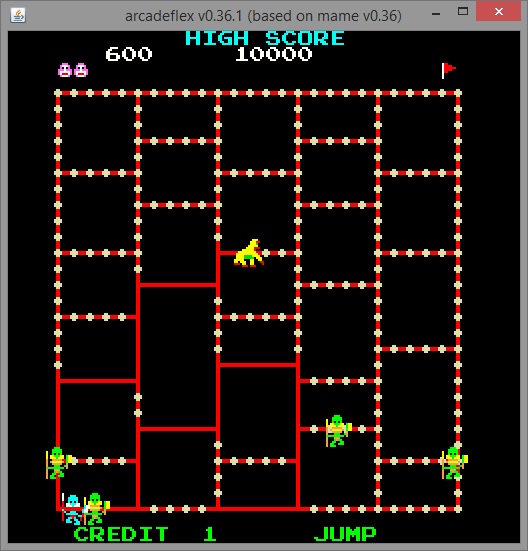 arcadeflex v0.36.1 (based on mame v0.36)
HIGH SCORE
600 10000
CREDIT 1 JUMP